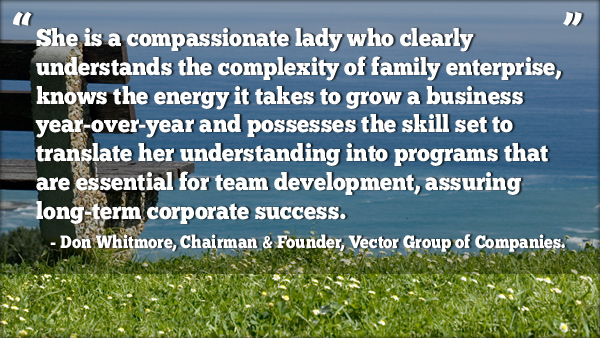 “ ”
She is a compassionate lady who clearly
understands the complexity of family enterprise,
knows the energy it takes to grow a business
year-over-year and possesses the skill set to
translate her understanding into programs that
are essential for team development, assuring
long-term corporate success.
- Don Whitmore, Chairman & Founder, Vector Group of Companies.